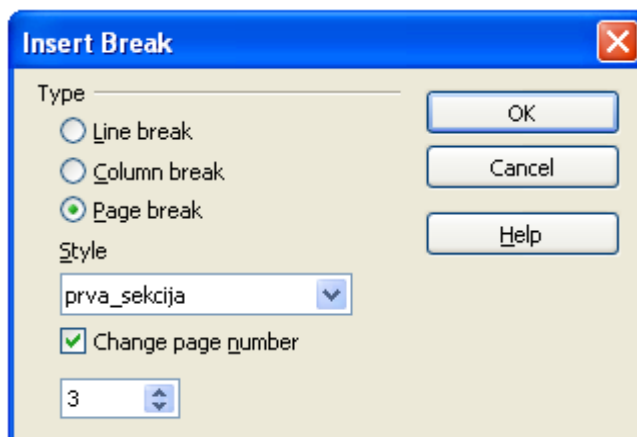 Insert Break
Type
Line break
Column break
Page break
Style
prva_sekcija
Change page number
3
OK
Cancel
Help